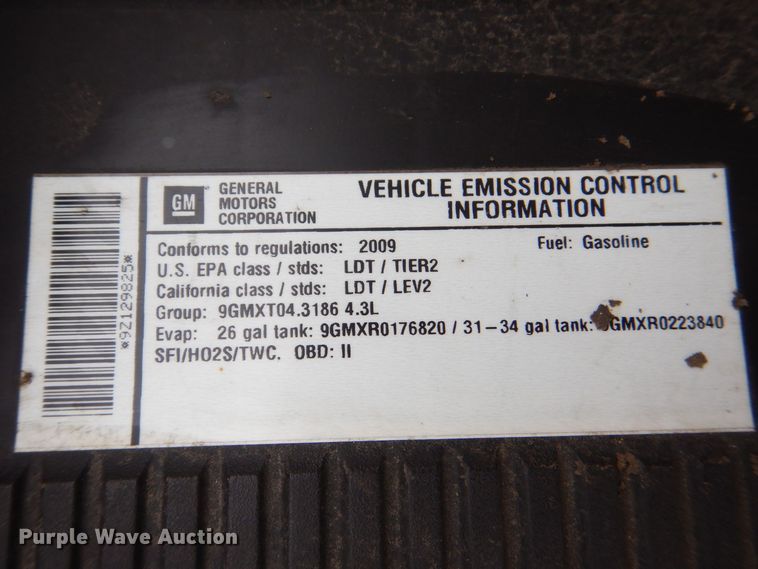 GM
GENERAL MOTORS CORPORATION
VEHICLE EMISSION CONTROL INFORMATION
Conforms to regulations: 2009 Fuel: Gasoline
U.S. EPA class / stds: LDT / TIER2
California class / stds: LDT / LEV2
Group: 9GMXT04.3186 4.3L
Evap: 26 gal tank: 9GMXR0176820 / 31-34 gal tank: GMXR0223840
SFI/HO2S/TWC, OBD: II
*9Z129825*
Purple Wave Auction